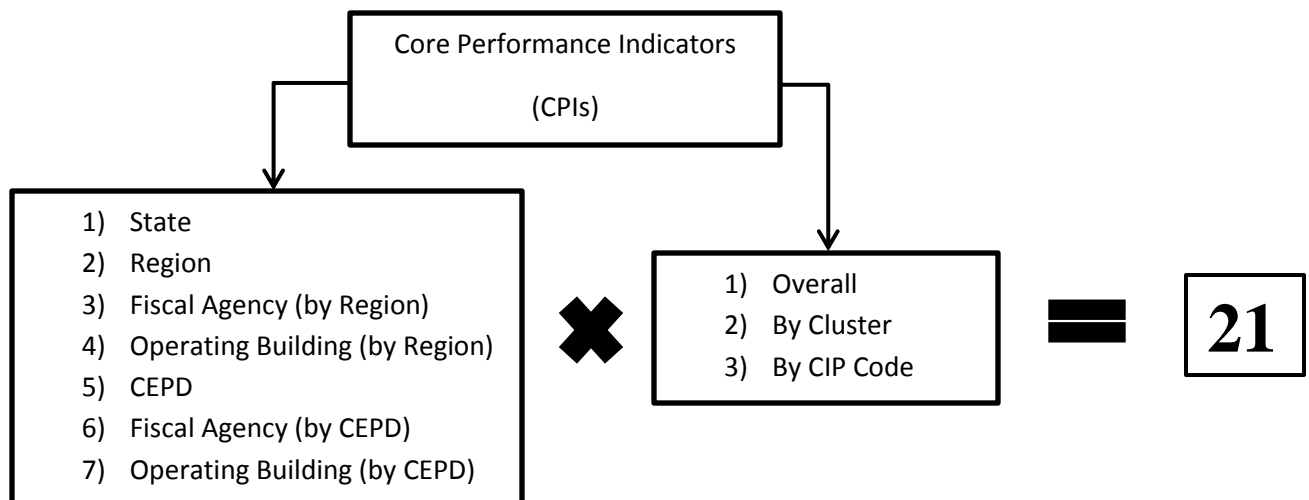 Core Performance Indicators
(CPIs)
1) State
2) Region
3) Fiscal Agency (by Region)
4) Operating Building (by Region)
5) CEPD
6) Fiscal Agency (by CEPD)
7) Operating Building (by CEPD)
1) Overall
2) By Cluster
3) By CIP Code
21